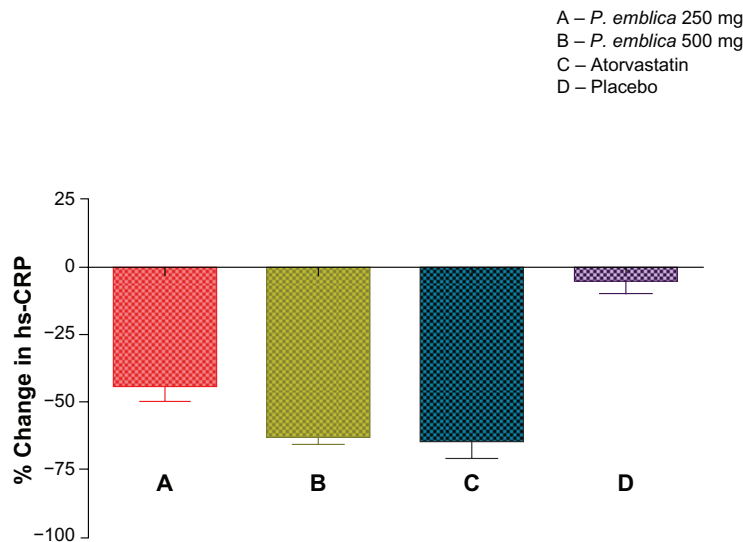 A – P. emblica 250 mg
B – P. emblica 500 mg
C – Atorvastatin
D – Placebo
% Change in hs-CRP
25
0
−25
−50
−75
−100
A B C D